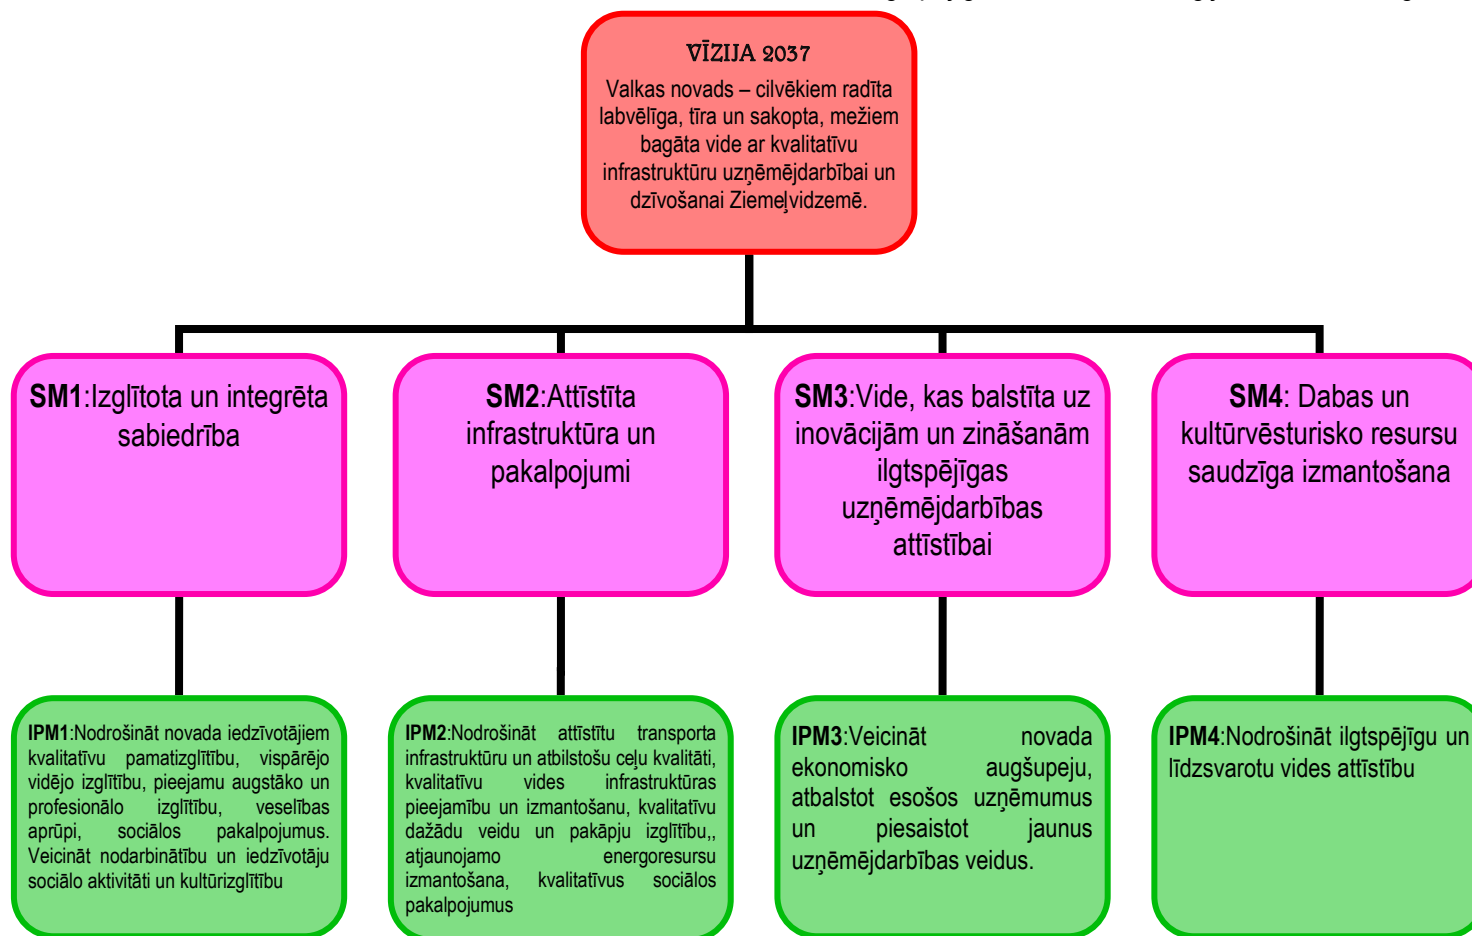 VĪZIJA 2037
Valkas novads – cilvēkiem radīta
labvēlīga, tīra un sakopta, mežiem
bagāta vide ar kvalitatīvu
infrastruktūru uzņēmējdarbībai un
dzīvošanai Ziemeļvidzemē.
SM1:Izglītota un integrēta
sabiedrība
SM2:Attīstīta
infrastruktūra un
pakalpojumi
SM3:Vide, kas balstīta uz
inovācijām un zināšanām
ilgtspējīgas
uzņēmējdarbības
attīstībai
SM4: Dabas un
kultūrvēsturisko resursu
saudzīga izmantošana
IPM1:Nodrošināt novada iedzīvotājiem
kvalitatīvu pamatizglītību, vispārējo
vidējo izglītību, pieejamu augstāko un
profesionālo izglītību, veselības
aprūpi, sociālos pakalpojumus.
Veicināt nodarbinātību un iedzīvotāju
sociālo aktivitāti un kultūrizglītību
IPM2:Nodrošināt attīstītu transporta
infrastruktūru un atbilstošu ceļu kvalitāti,
kvalitatīvu vides infrastruktūras
pieejamību un izmantošanu, kvalitatīvu
dažādu veidu un pakāpju izglītību,,
atjaunojamo energoresursu
izmantošana, kvalitatīvus sociālos
pakalpojumus
IPM3:Veicināt novada
ekonomisko augšupeju,
atbalstot esošos uzņēmumus
un piesaistot jaunus
uzņēmējdarbības veidus.
IPM4:Nodrošināt ilgtspējīgu un
līdzsvarotu vides attīstību